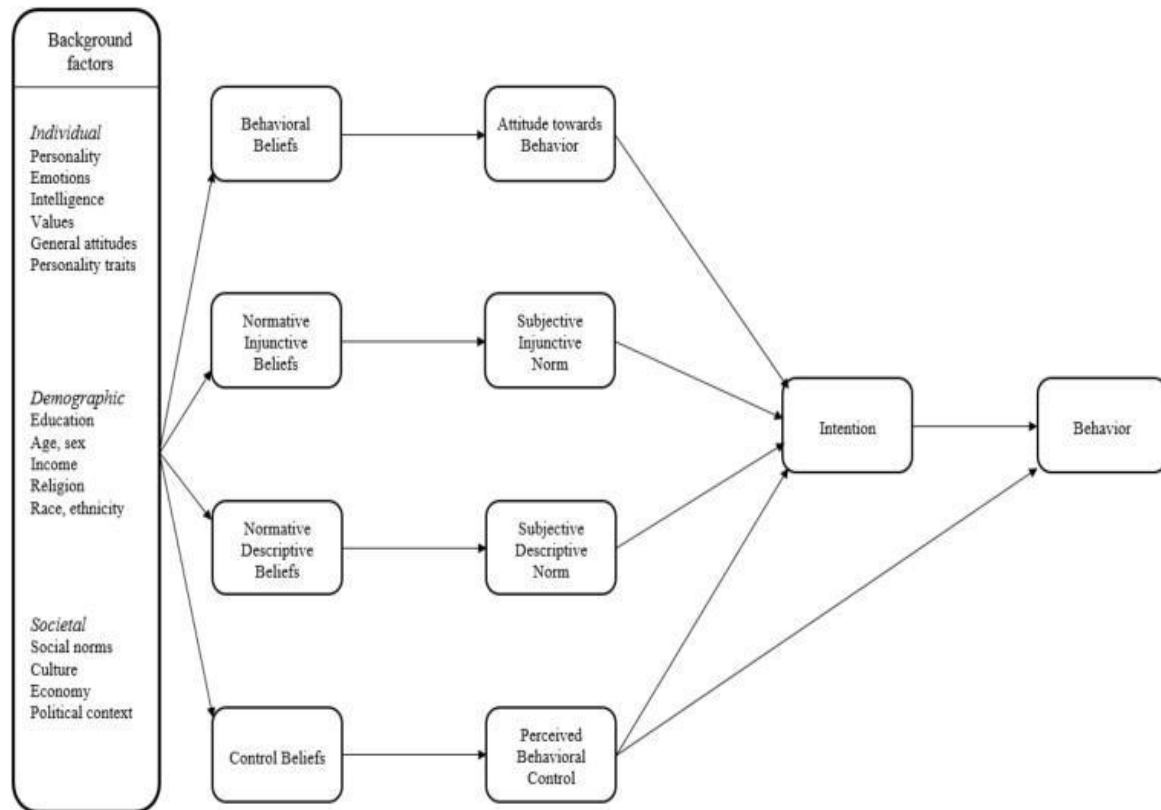 Background
factors
Individual
Personality
Emotions
Intelligence
Values
General attitudes
Personality traits
Demographic
Education
Age, sex
Income
Religion
Race, ethnicity
Societal
Social norms
Culture
Economy
Political context
Behavioral
Beliefs
Normative
Injunctive
Beliefs
Normative
Descriptive
Beliefs
Control Beliefs
Attitude towards
Behavior
Subjective
Injunctive
Norm
Subjective
Descriptive
Norm
Perceived
Behavioral
Control
Intention
Behavior